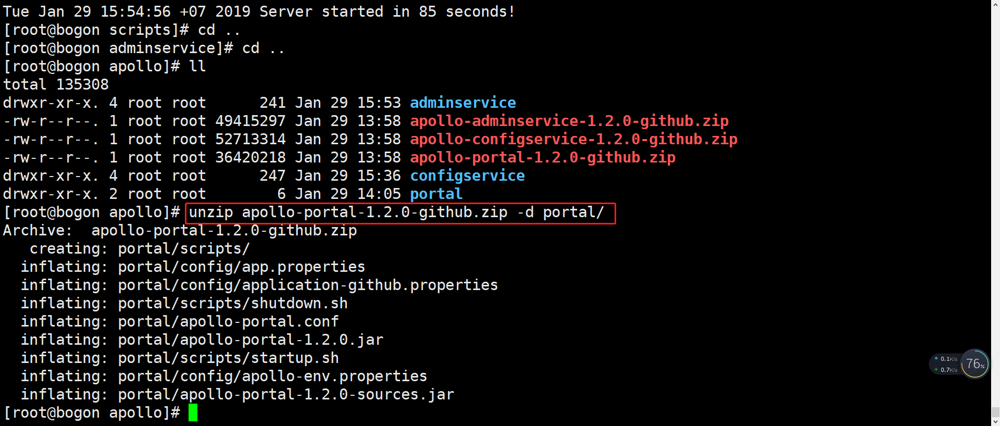 Tue Jan 29 15:54:56 +07 2019 Server started in 85 seconds!
[root@bogon scripts]# cd ..
[root@bogon adminservice]# cd ..
[root@bogon apollo]# ll
total 135308
drwxr-xr-x. 4 root root      241 Jan 29 15:53 adminservice
-rw-r--r--. 1 root root 49415297 Jan 29 13:58 apollo-adminservice-1.2.0-github.zip
-rw-r--r--. 1 root root 52713314 Jan 29 13:58 apollo-configservice-1.2.0-github.zip
-rw-r--r--. 1 root root 36420218 Jan 29 13:58 apollo-portal-1.2.0-github.zip
drwxr-xr-x. 4 root root      247 Jan 29 15:36 configservice
drwxr-xr-x. 2 root root        6 Jan 29 14:05 portal
[root@bogon apollo]# unzip apollo-portal-1.2.0-github.zip -d portal/
Archive:  apollo-portal-1.2.0-github.zip
   creating: portal/scripts/
  inflating: portal/config/app.properties
  inflating: portal/config/application-github.properties
  inflating: portal/scripts/shutdown.sh
  inflating: portal/apollo-portal.conf
  inflating: portal/apollo-portal-1.2.0.jar
  inflating: portal/scripts/startup.sh
  inflating: portal/config/apollo-env.properties
  inflating: portal/apollo-portal-1.2.0-sources.jar
[root@bogon apollo]#
0.1K/s
0.7K/s
76%